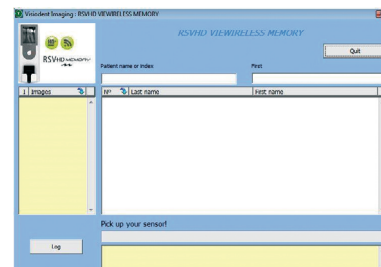 Visiodent Imaging : RSVHD VIEWIRELESS MEMORY
RSVHD VIEWIRELESS MEMORY
Quit
RSVHD MEMORY
Patient name or Index
First
! Images
N° Last name
First name
Pick up your sensor!
Log